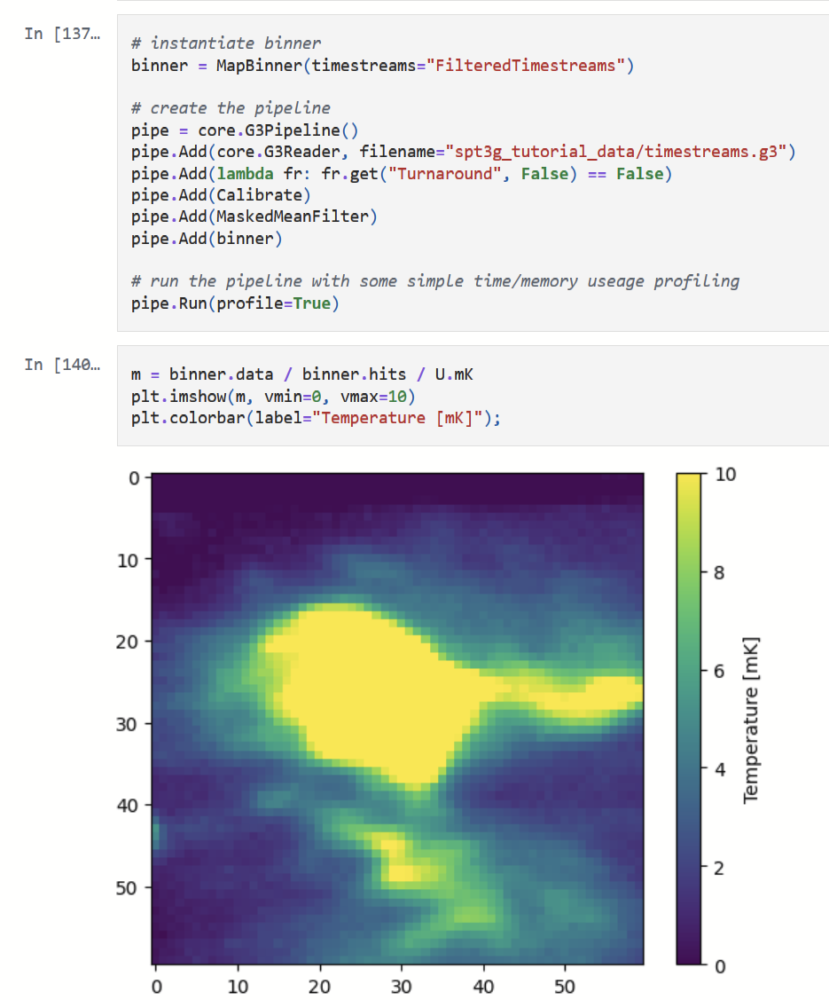 In [137…
# instantiate binner
binner = MapBinner(timestreams="FilteredTimestreams")
# create the pipeline
pipe = core.G3Pipeline()
pipe.Add(core.G3Reader, filename="spt3g_tutorial_data/timestreams.g3")
pipe.Add(lambda fr: fr.get("Turnaround", False) == False)
pipe.Add(Calibrate)
pipe.Add(MaskedMeanFilter)
pipe.Add(binner)
# run the pipeline with some simple time/memory useage profiling
pipe.Run(profile=True)
In [140…
m = binner.data / binner.hits / U.mK
plt.imshow(m, vmin=0, vmax=10)
plt.colorbar(label="Temperature [mK]");
0
10
20
30
40
50
0 10 20 30 40 50
10
8
6
4
2
0
Temperature [mK]